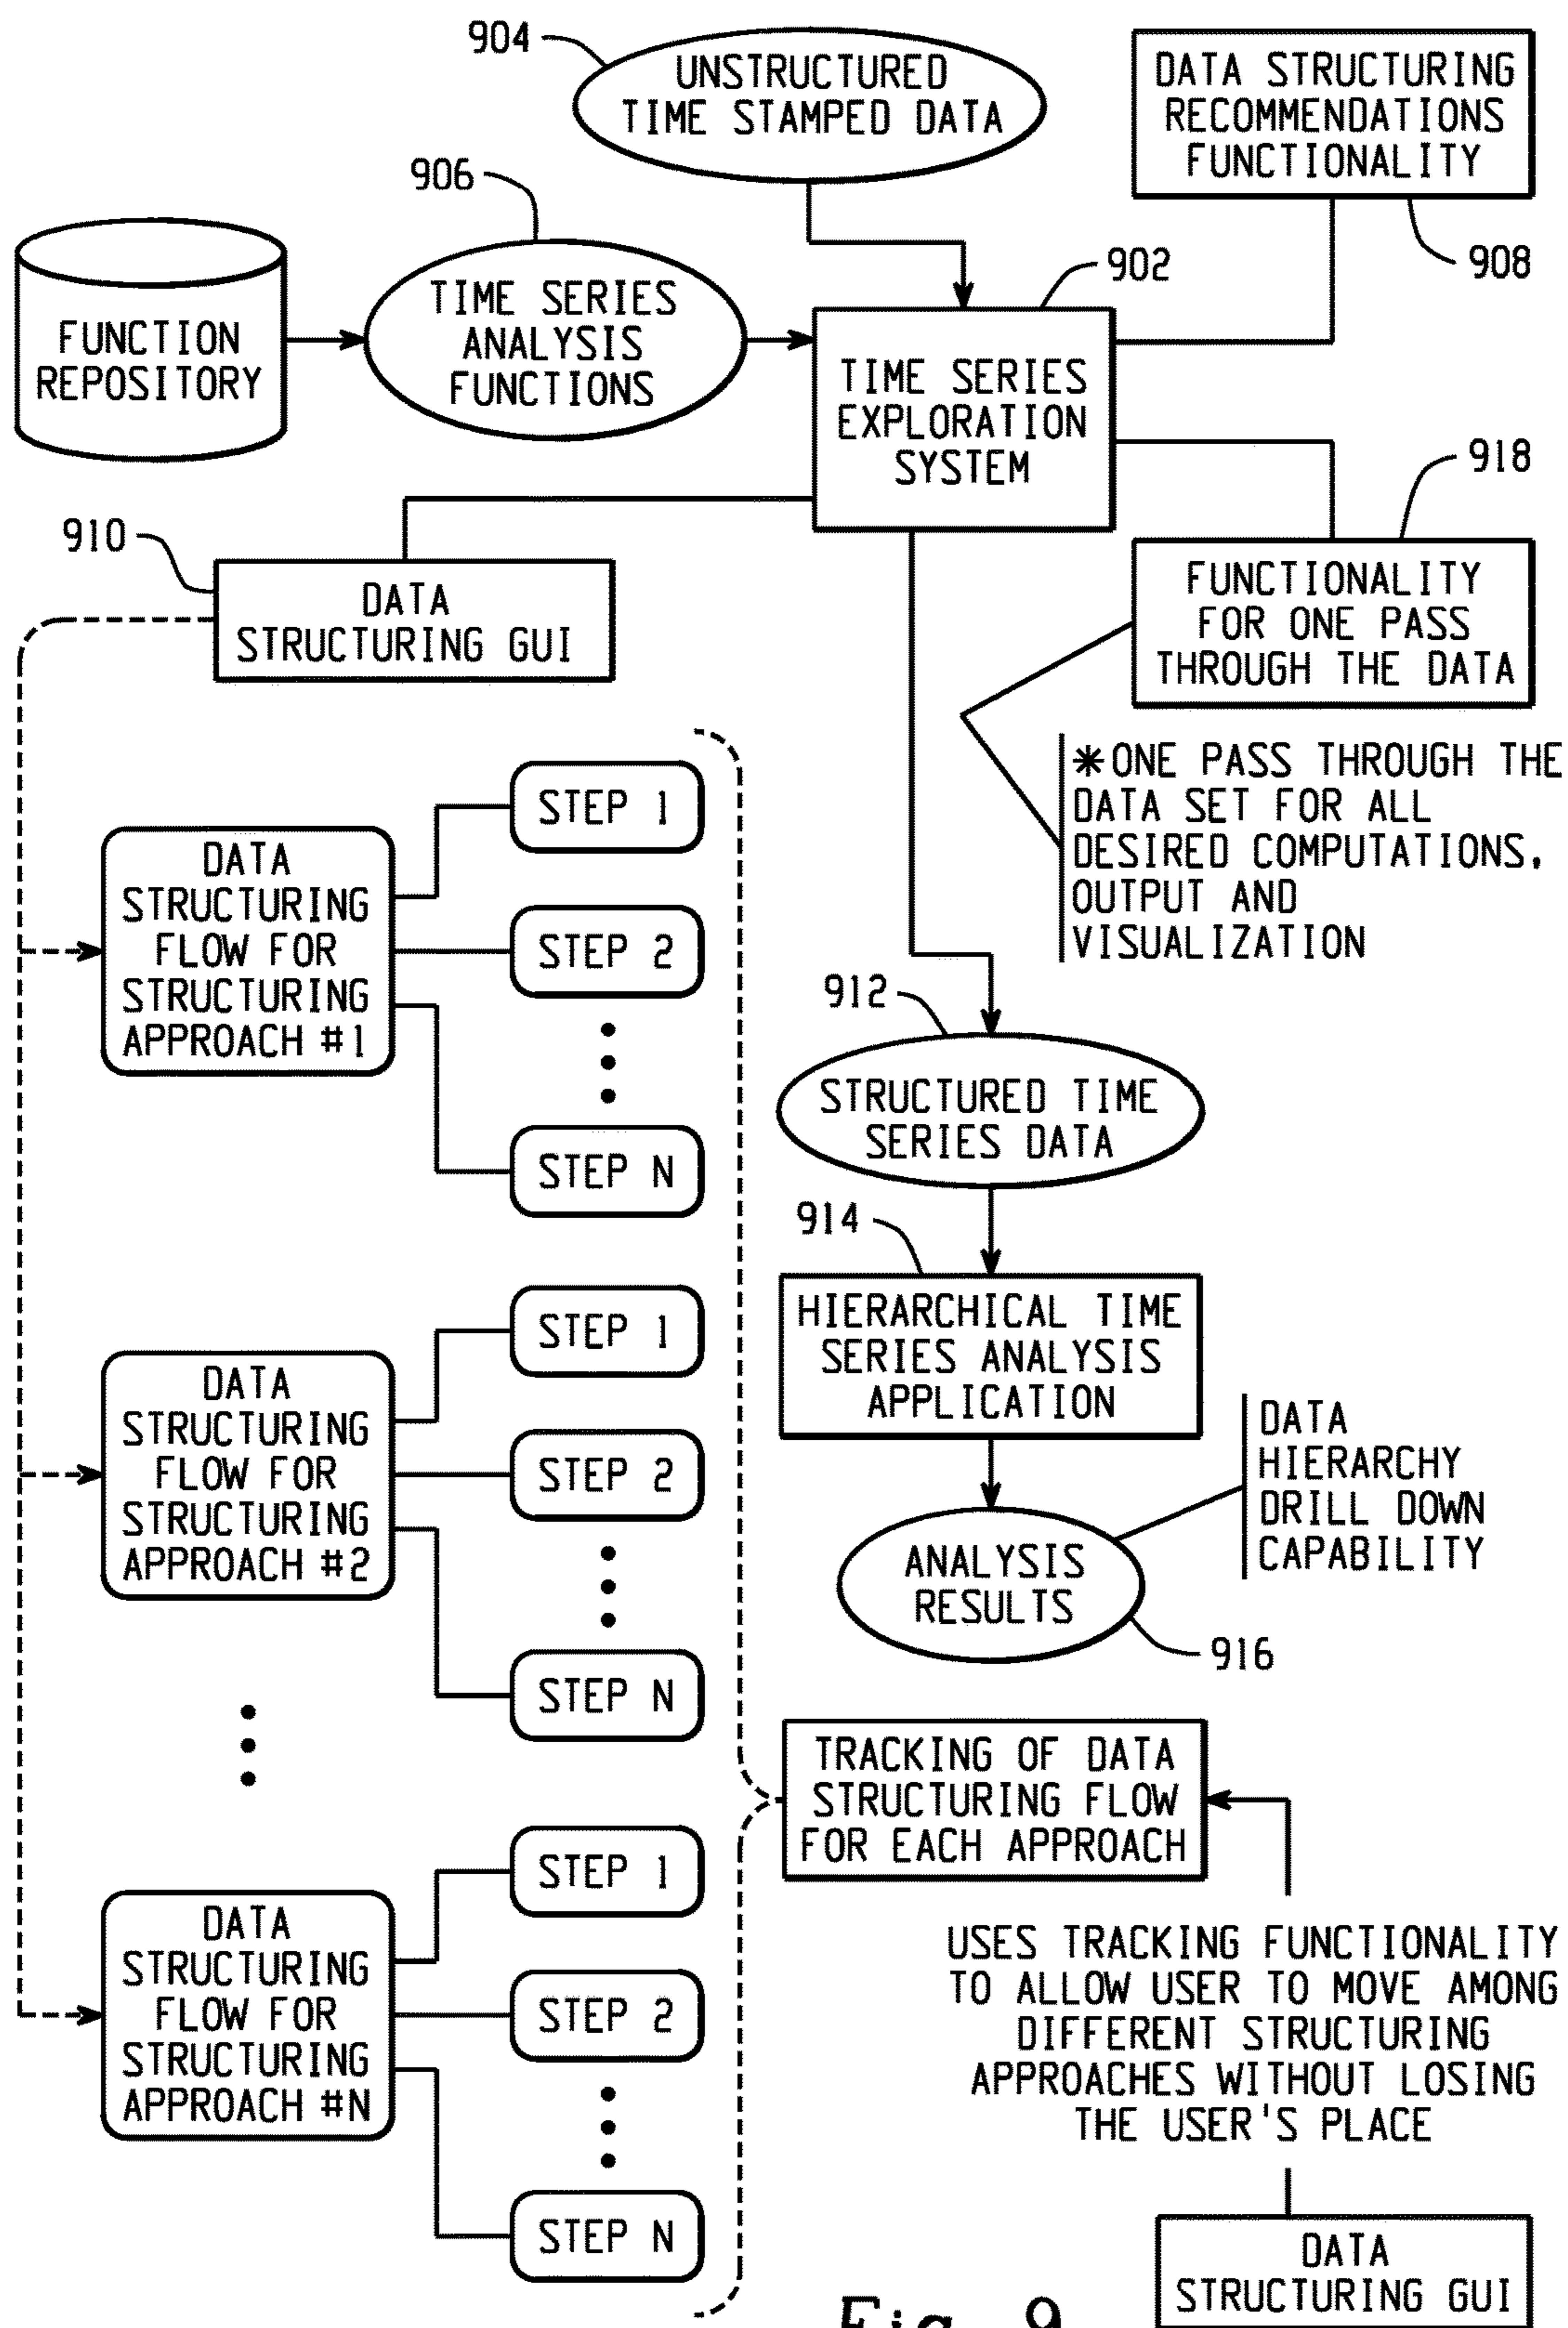 904
UNSTRUCTURED
TIME STAMPED DATA
DATA STRUCTURING
RECOMMENDATIONS
FUNCTIONALITY
908
906
FUNCTION
REPOSITORY
TIME SERIES
ANALYSIS
FUNCTIONS
902
TIME SERIES
EXPLORATION
SYSTEM
918
FUNCTIONALITY
FOR ONE PASS
THROUGH THE DATA
*ONE PASS THROUGH THE
DATA SET FOR ALL
DESIRED COMPUTATIONS,
OUTPUT AND
VISUALIZATION
910
DATA
STRUCTURING GUI
DATA
STRUCTURING
FLOW FOR
STRUCTURING
APPROACH #1
STEP 1
STEP 2
STEP N
DATA
STRUCTURING
FLOW FOR
STRUCTURING
APPROACH #2
STEP 1
STEP 2
STEP N
DATA
STRUCTURING
FLOW FOR
STRUCTURING
APPROACH #N
STEP 1
STEP 2
STEP N
912
STRUCTURED TIME
SERIES DATA
914
HIERARCHICAL TIME
SERIES ANALYSIS
APPLICATION
ANALYSIS
RESULTS
916
DATA
HIERARCHY
DRILL DOWN
CAPABILITY
TRACKING OF DATA
STRUCTURING FLOW
FOR EACH APPROACH
USES TRACKING FUNCTIONALITY
TO ALLOW USER TO MOVE AMONG
DIFFERENT STRUCTURING
APPROACHES WITHOUT LOSING
THE USER'S PLACE
DATA
STRUCTURING GUI
Fig. 9